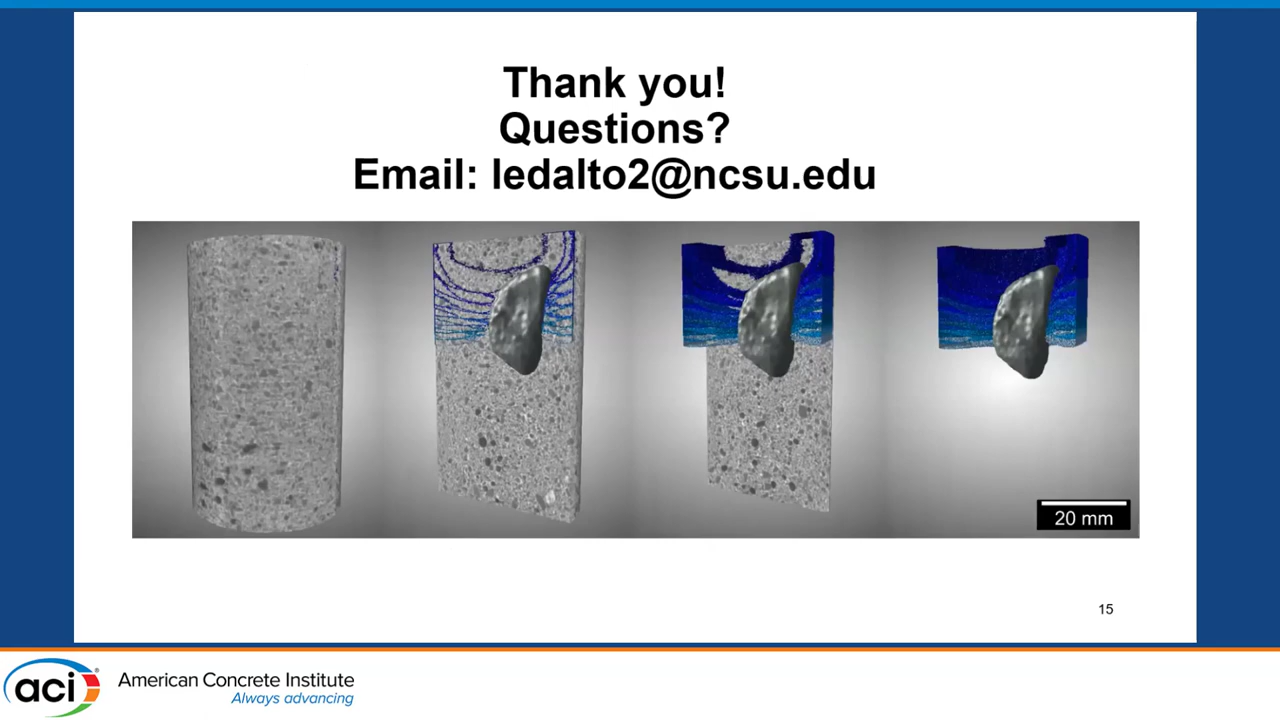 Thank you!
Questions?
Email: ledalto2@ncsu.edu
20 mm
15
aci®
American Concrete Institute
Always advancing